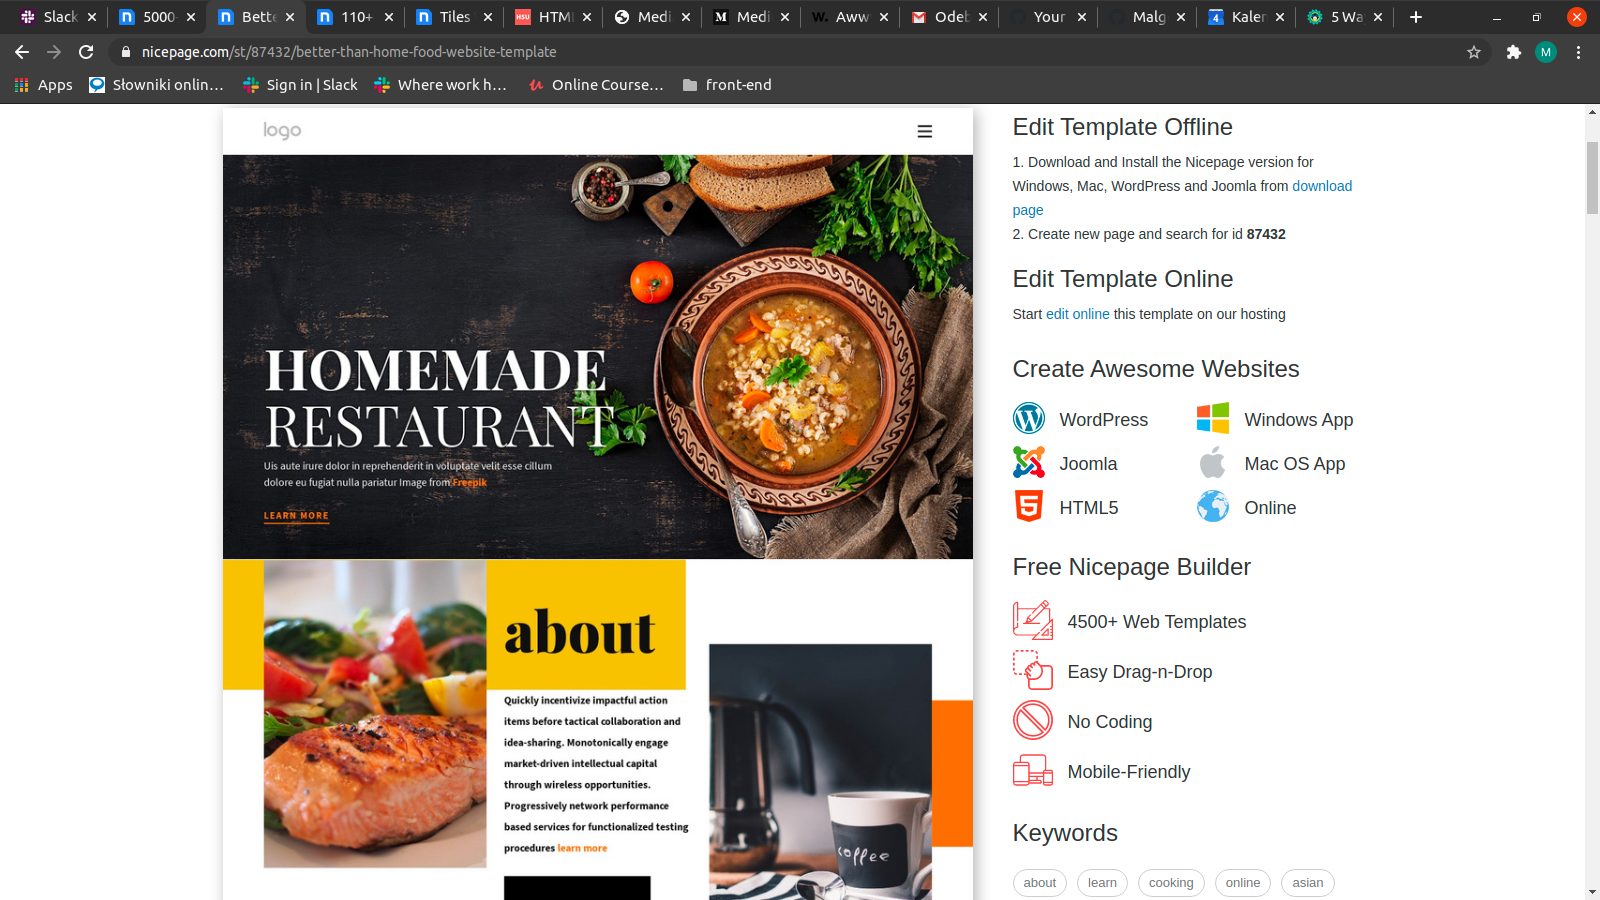 Slack
5000
Bette
110+
Tiles
HTML
Medi
Medi
Aww
Odeb
Your
Malg
Kaler
5 Wa
nicepage.com/st/87432/better-than-home-food-website-template
M
Apps
Słowniki onlin...
Sign in | Slack
Where work h...
Online Course...
front-end
logo
HOMEMADE
RESTAURANT
Uis aute irure dolor in reprehenderit in voluptate velit esse cillum
dolore eu fugiat nulla pariatur Image from Freepik
LEARN MORE
about
Quickly incentivize impactful action
items before tactical collaboration and
idea-sharing. Monotonically engage
market-driven intellectual capital
through wireless opportunities.
Progressively network performance
based services for functionalized testing
procedures learn more
coffee
Edit Template Offline
1. Download and Install the Nicepage version for
Windows, Mac, WordPress and Joomla from download
page
2. Create new page and search for id 87432
Edit Template Online
Start edit online this template on our hosting
Create Awesome Websites
WordPress
Windows App
Joomla
Mac OS App
HTML5
Online
Free Nicepage Builder
4500+ Web Templates
Easy Drag-n-Drop
No Coding
Mobile-Friendly
Keywords
about
learn
cooking
online
asian